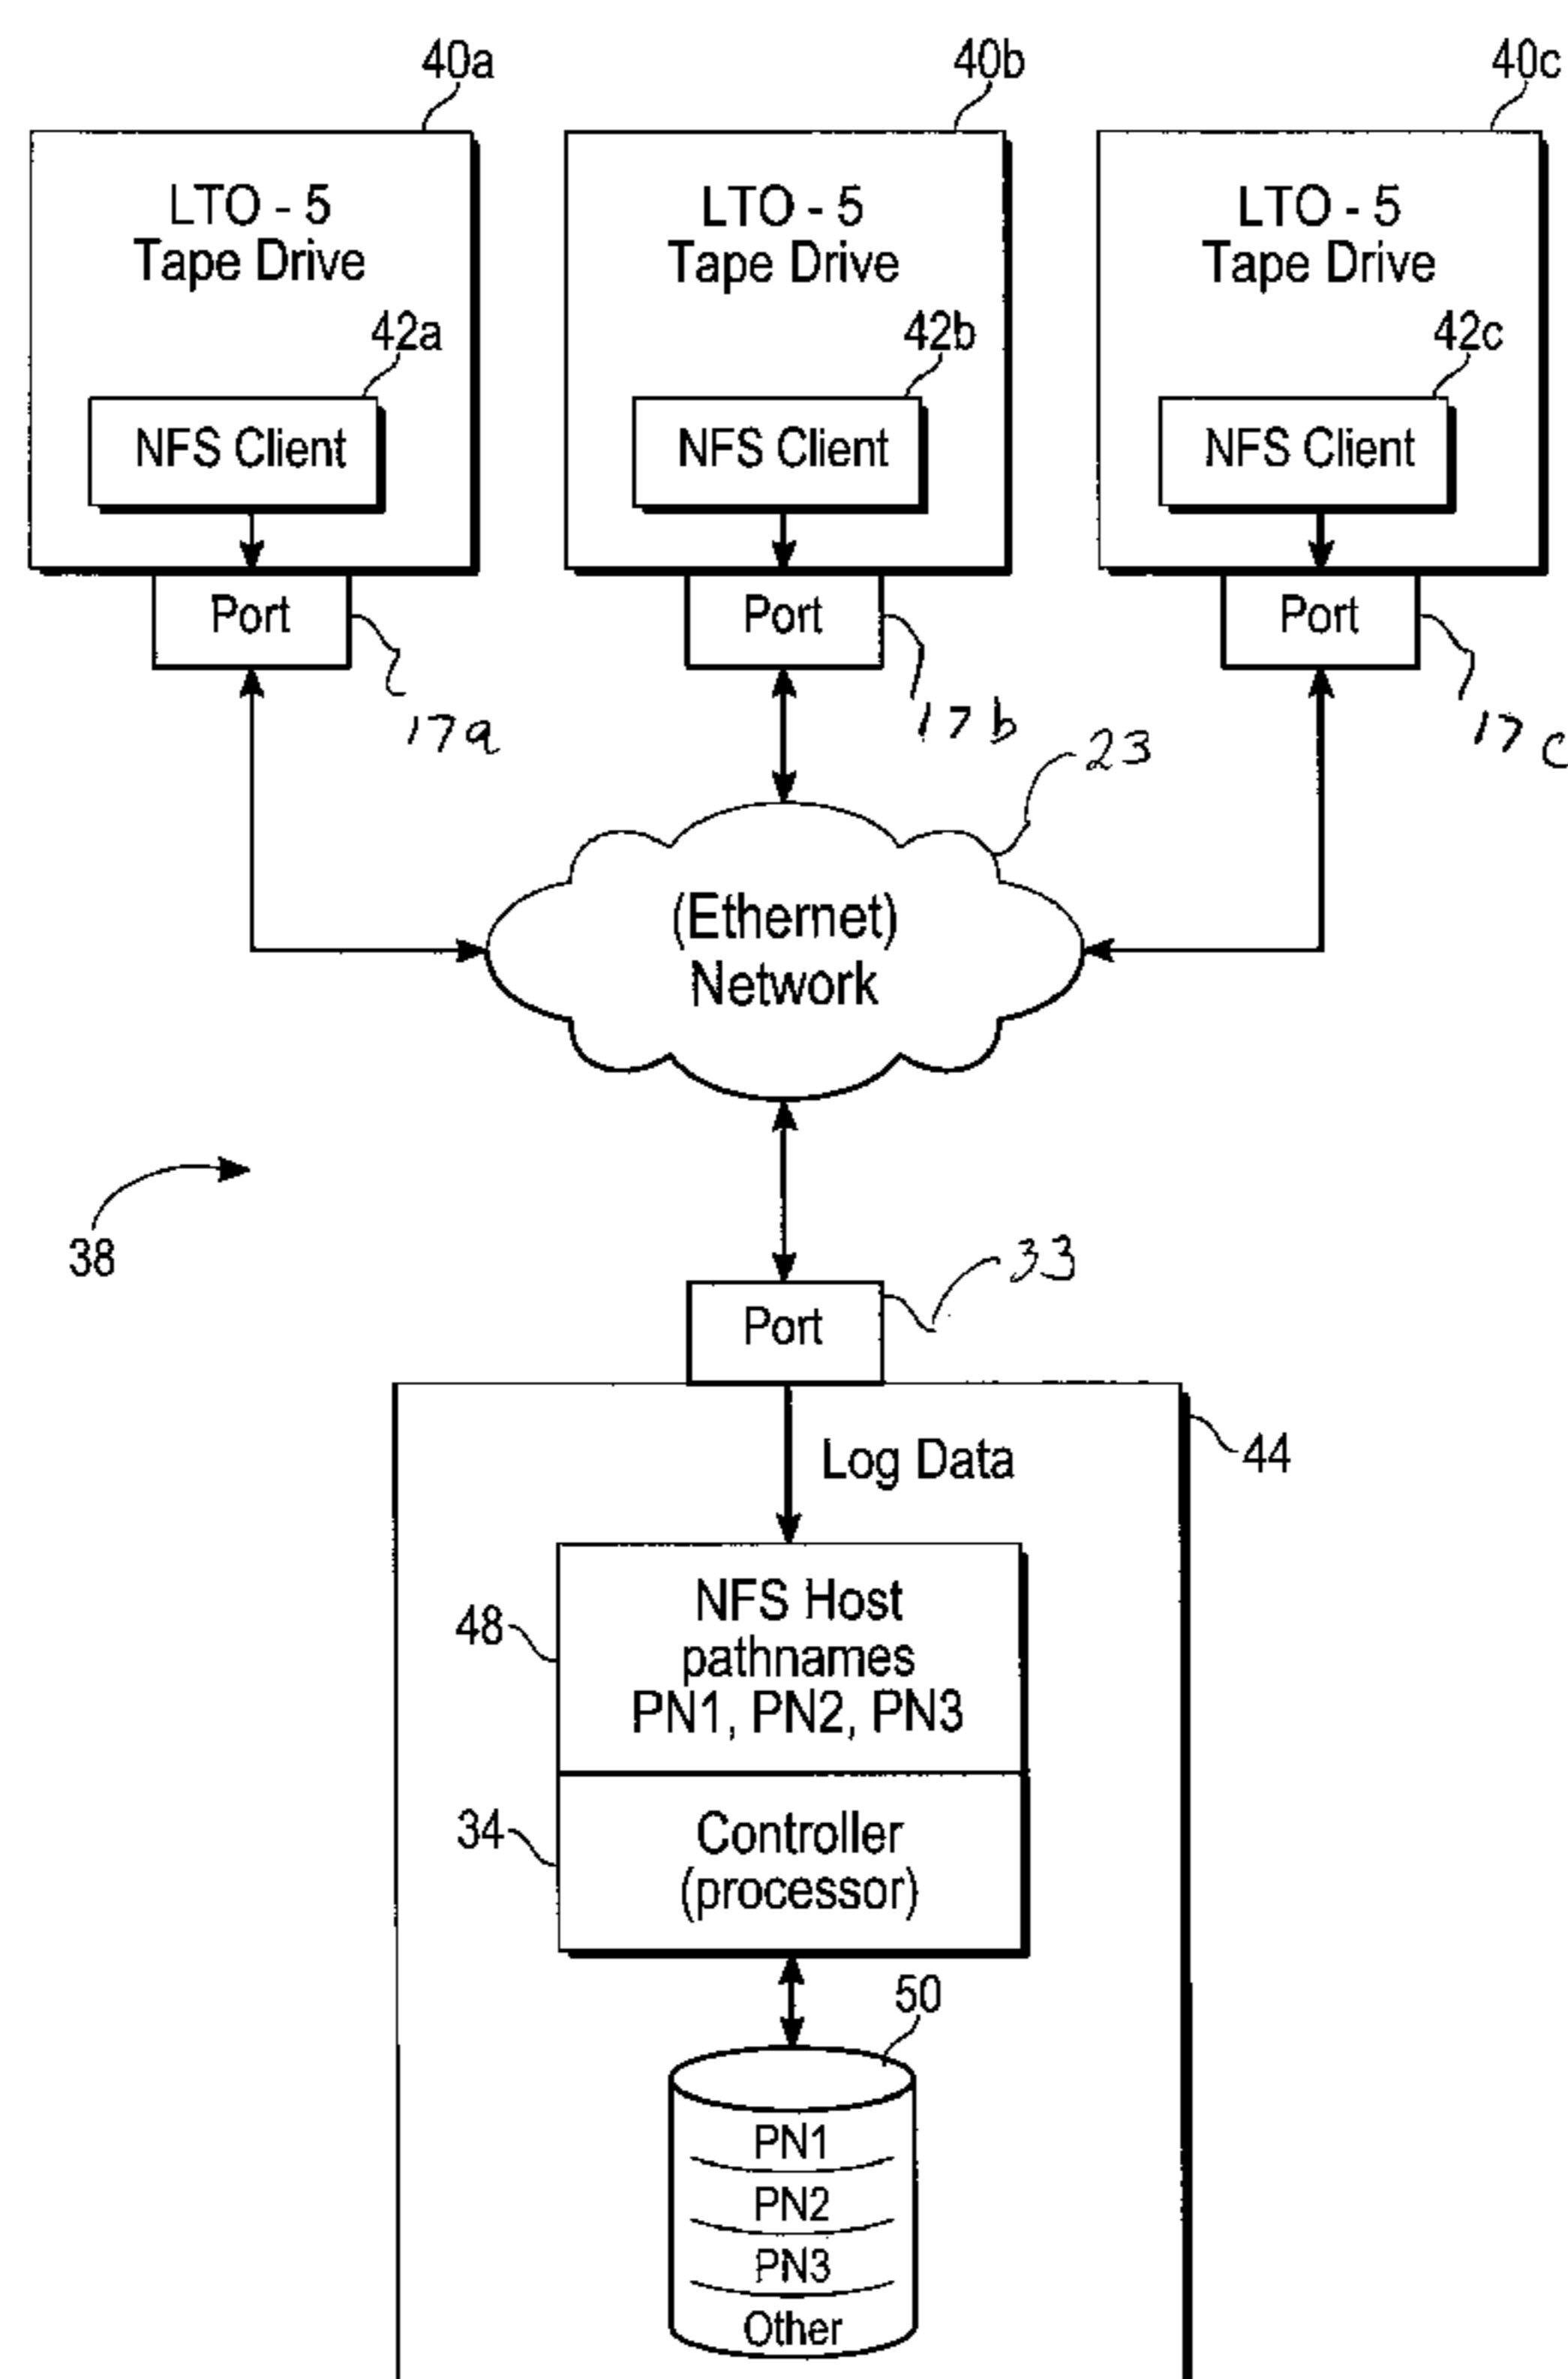 40a
40b
40c
LTO - 5
Tape Drive
LTO - 5
Tape Drive
LTO - 5
Tape Drive
42a
42b
42c
NFS Client
NFS Client
NFS Client
Port
Port
Port
17a
17b
17c
23
(Ethernet)
Network
38
33
Port
Log Data
44
48
NFS Host
pathnames
PN1, PN2, PN3
34
Controller
(processor)
50
PN1
PN2
PN3
Other